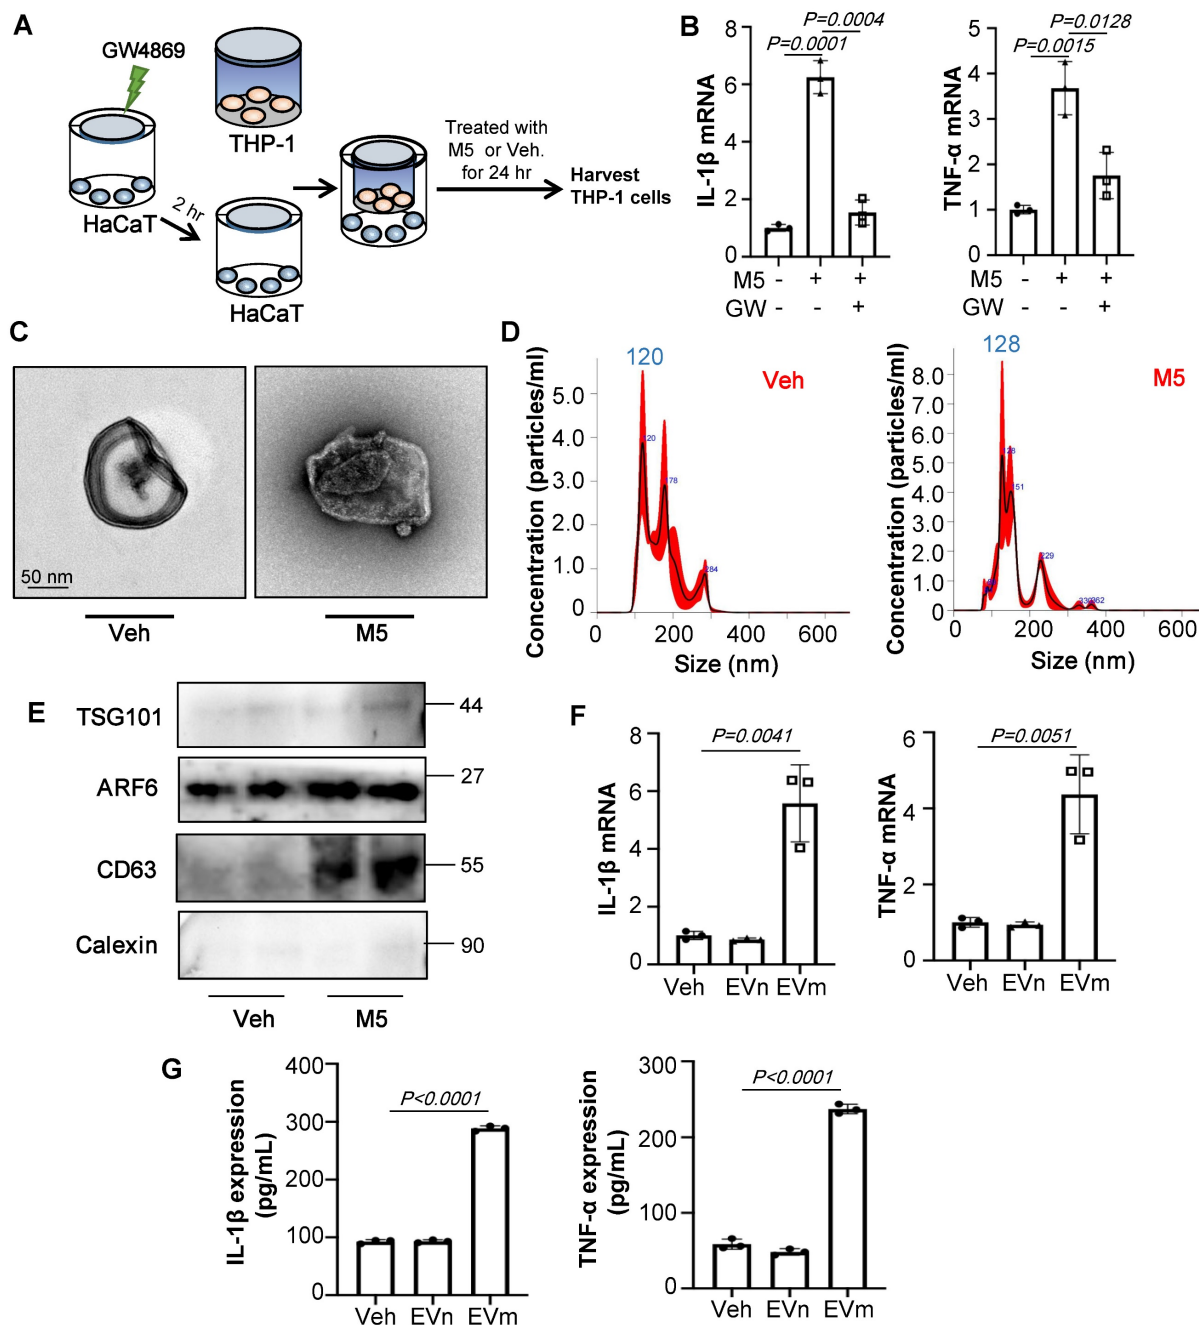 A
GW4869
THP-1
HaCaT
2 hr
HaCaT
Treated with
M5 or Veh.
for 24 hr
Harvest
THP-1 cells
B
IL-1β mRNA
8
6
4
2
0
P=0.0004
P=0.0001
M5 - + +
GW - - +
TNF-α mRNA
5
4
3
2
1
0
P=0.0128
P=0.0015
M5 - + +
GW - - +
C
50 nm
Veh
M5
D
Concentration (particles/ml)
5.0
4.0
3.0
2.0
1.0
0
120
Veh
20
78
284
0 200 400 600
Size (nm)
Concentration (particles/ml)
8.0
7.0
6.0
5.0
4.0
3.0
2.0
1.0
0
128
M5
28
51
229
362
0 200 400 600
Size (nm)
E
TSG101
44
ARF6
27
CD63
55
Calexin
90
Veh
M5
F
IL-1β mRNA
8
6
4
2
0
P=0.0041
Veh EVn EVm
TNF-α mRNA
6
4
2
0
P=0.0051
Veh EVn EVm
G
IL-1β expression
(pg/mL)
400
300
200
100
0
P<0.0001
Veh EVn EVm
TNF-α expression
(pg/mL)
300
200
100
0
P<0.0001
Veh EVn EVm